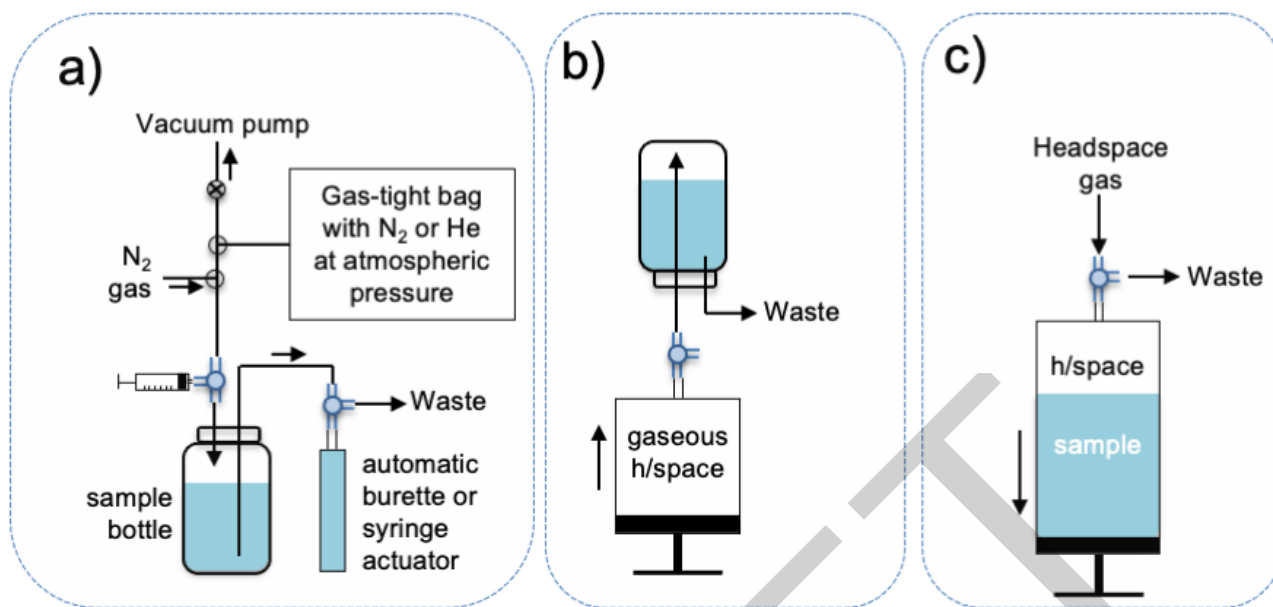 a)
Vacuum pump
Gas-tight bag
with N₂ or He
at atmospheric
pressure
N₂
gas
Waste
sample
bottle
automatic
burette or
syringe
actuator
b)
Waste
gaseous
h/space
c)
Headspace
gas
Waste
h/space
sample